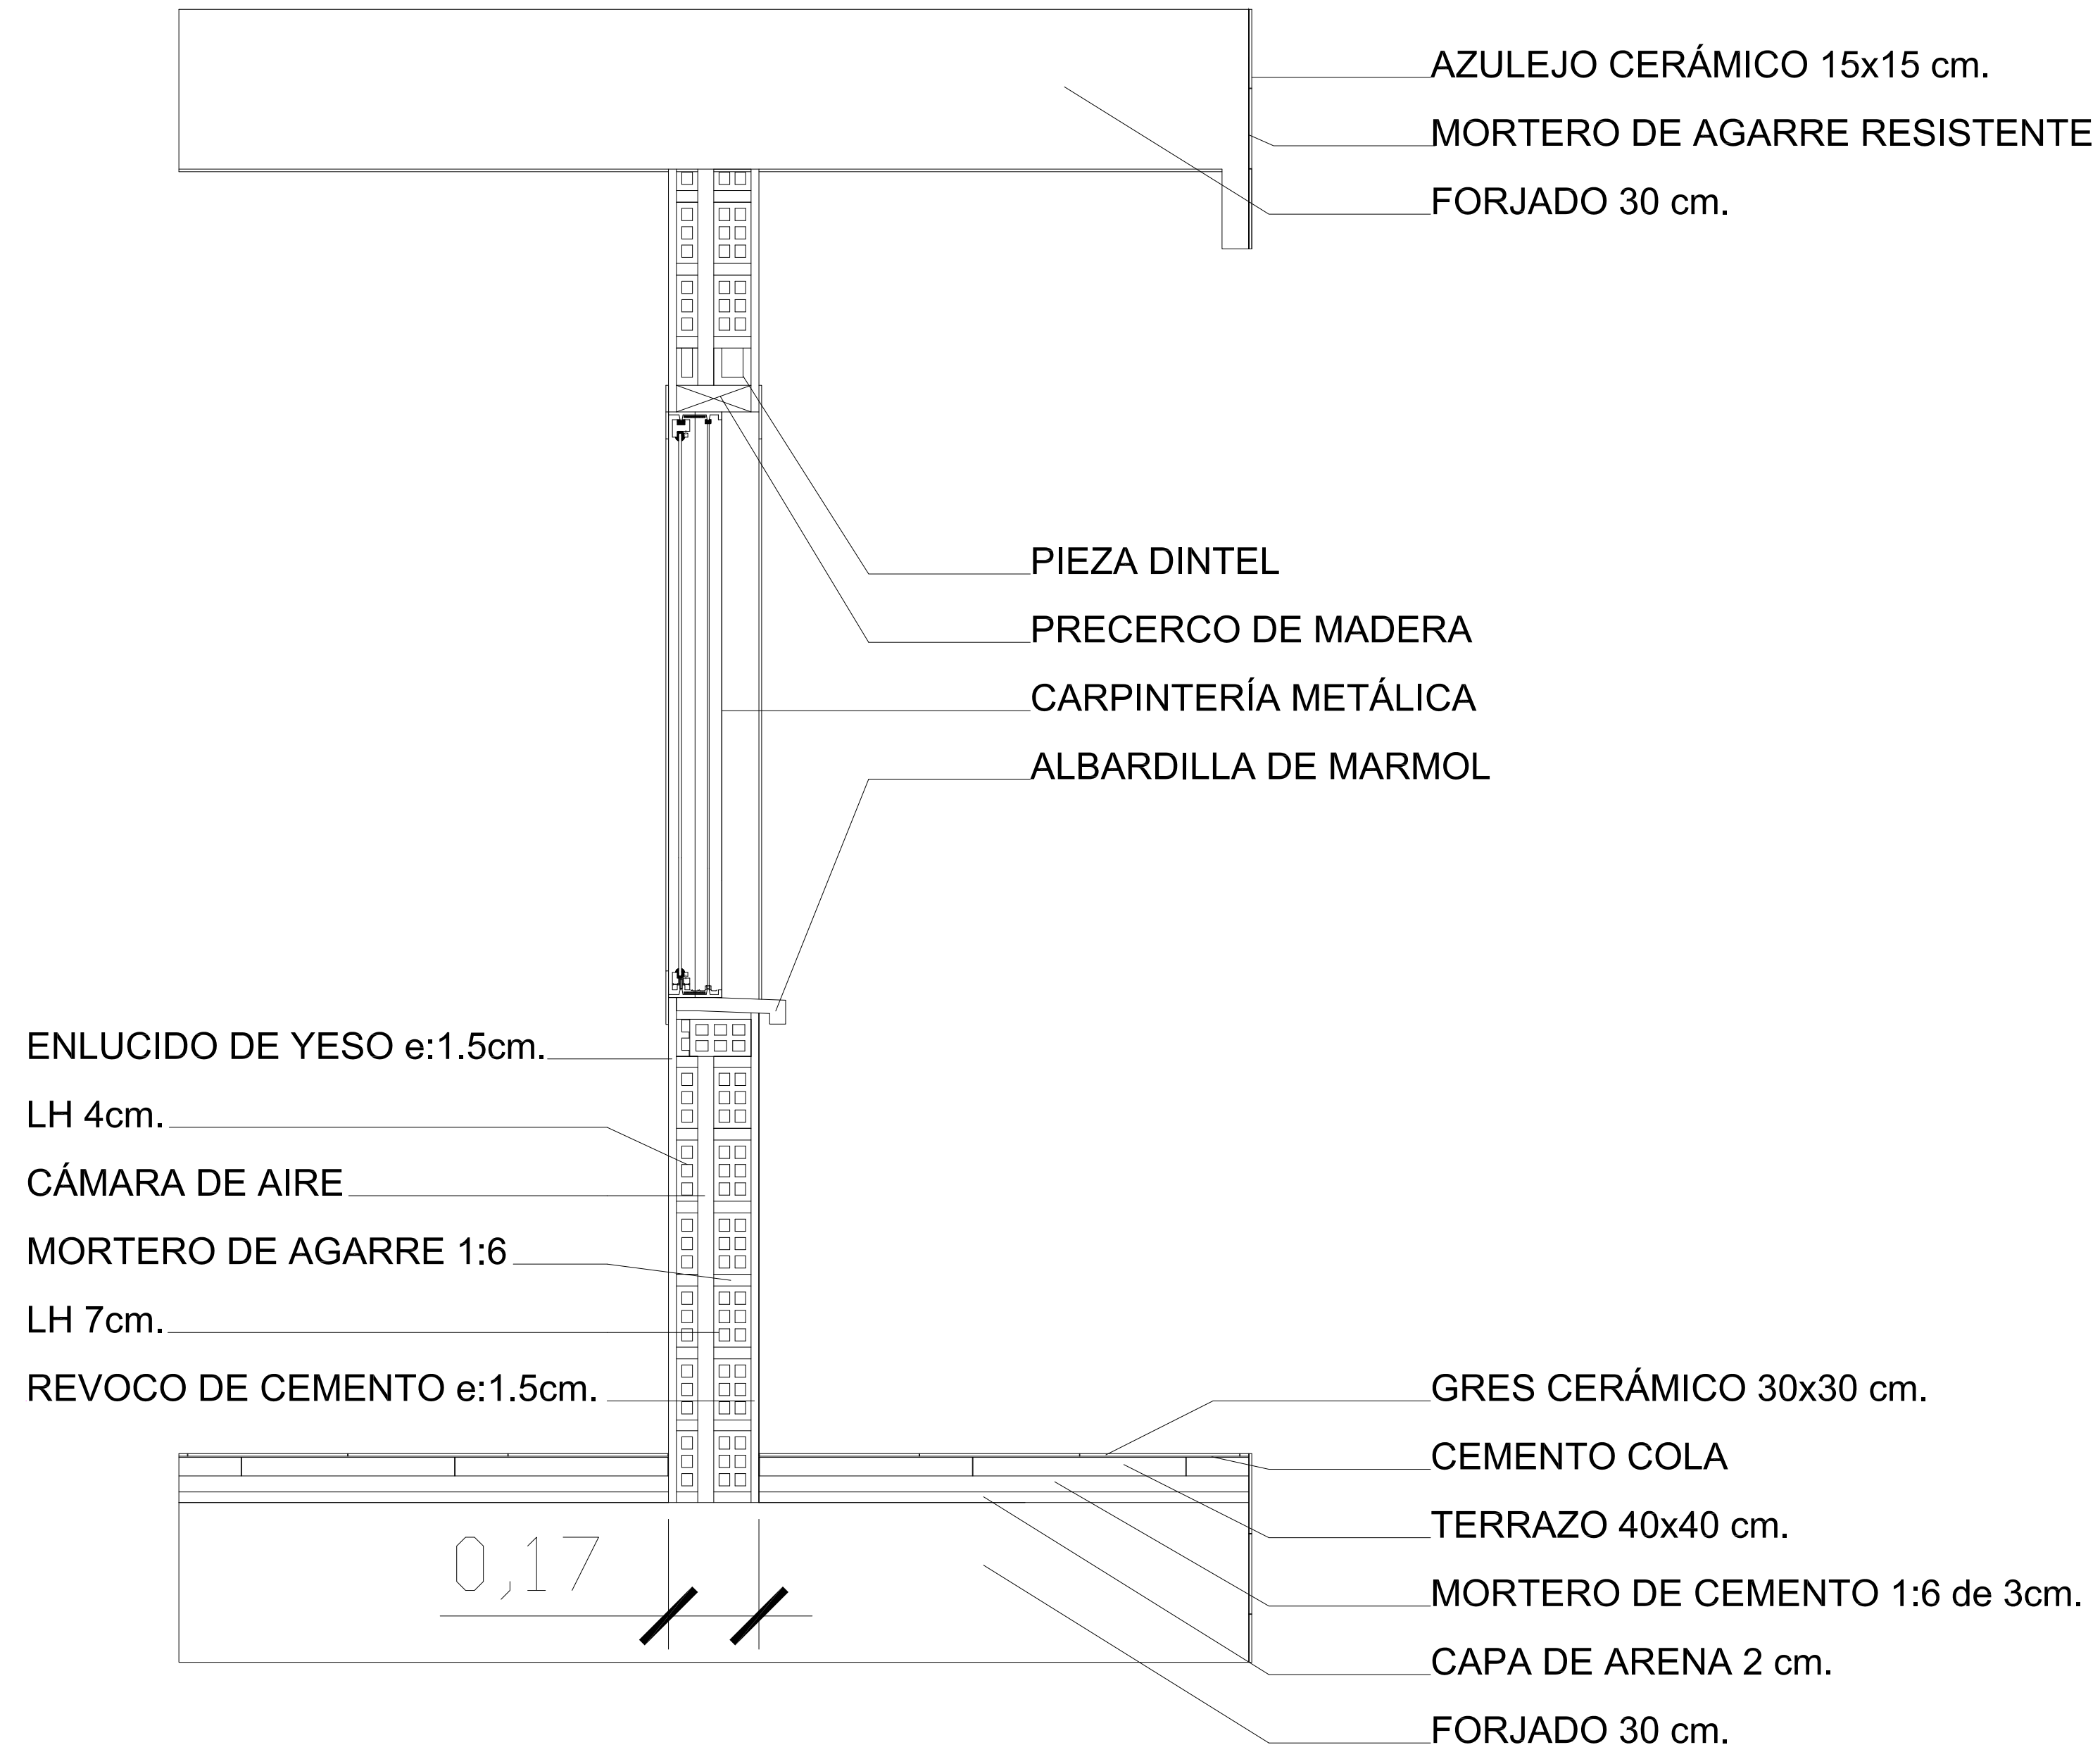 AZULEJO CERÁMICO 15x15 cm.
MORTERO DE AGARRE RESISTENTE
FORJADO 30 cm.
PIEZA DINTEL
PRECERCO DE MADERA
CARPINTERÍA METÁLICA
ALBARDILLA DE MARMOL
ENLUCIDO DE YESO e:1.5cm.
LH 4cm.
CÁMARA DE AIRE
MORTERO DE AGARRE 1:6
LH 7cm.
REVOCO DE CEMENTO e:1.5cm.
GRES CERÁMICO 30x30 cm.
CEMENTO COLA
TERRAZO 40x40 cm.
MORTERO DE CEMENTO 1:6 de 3cm.
CAPA DE ARENA 2 cm.
FORJADO 30 cm.
0,17